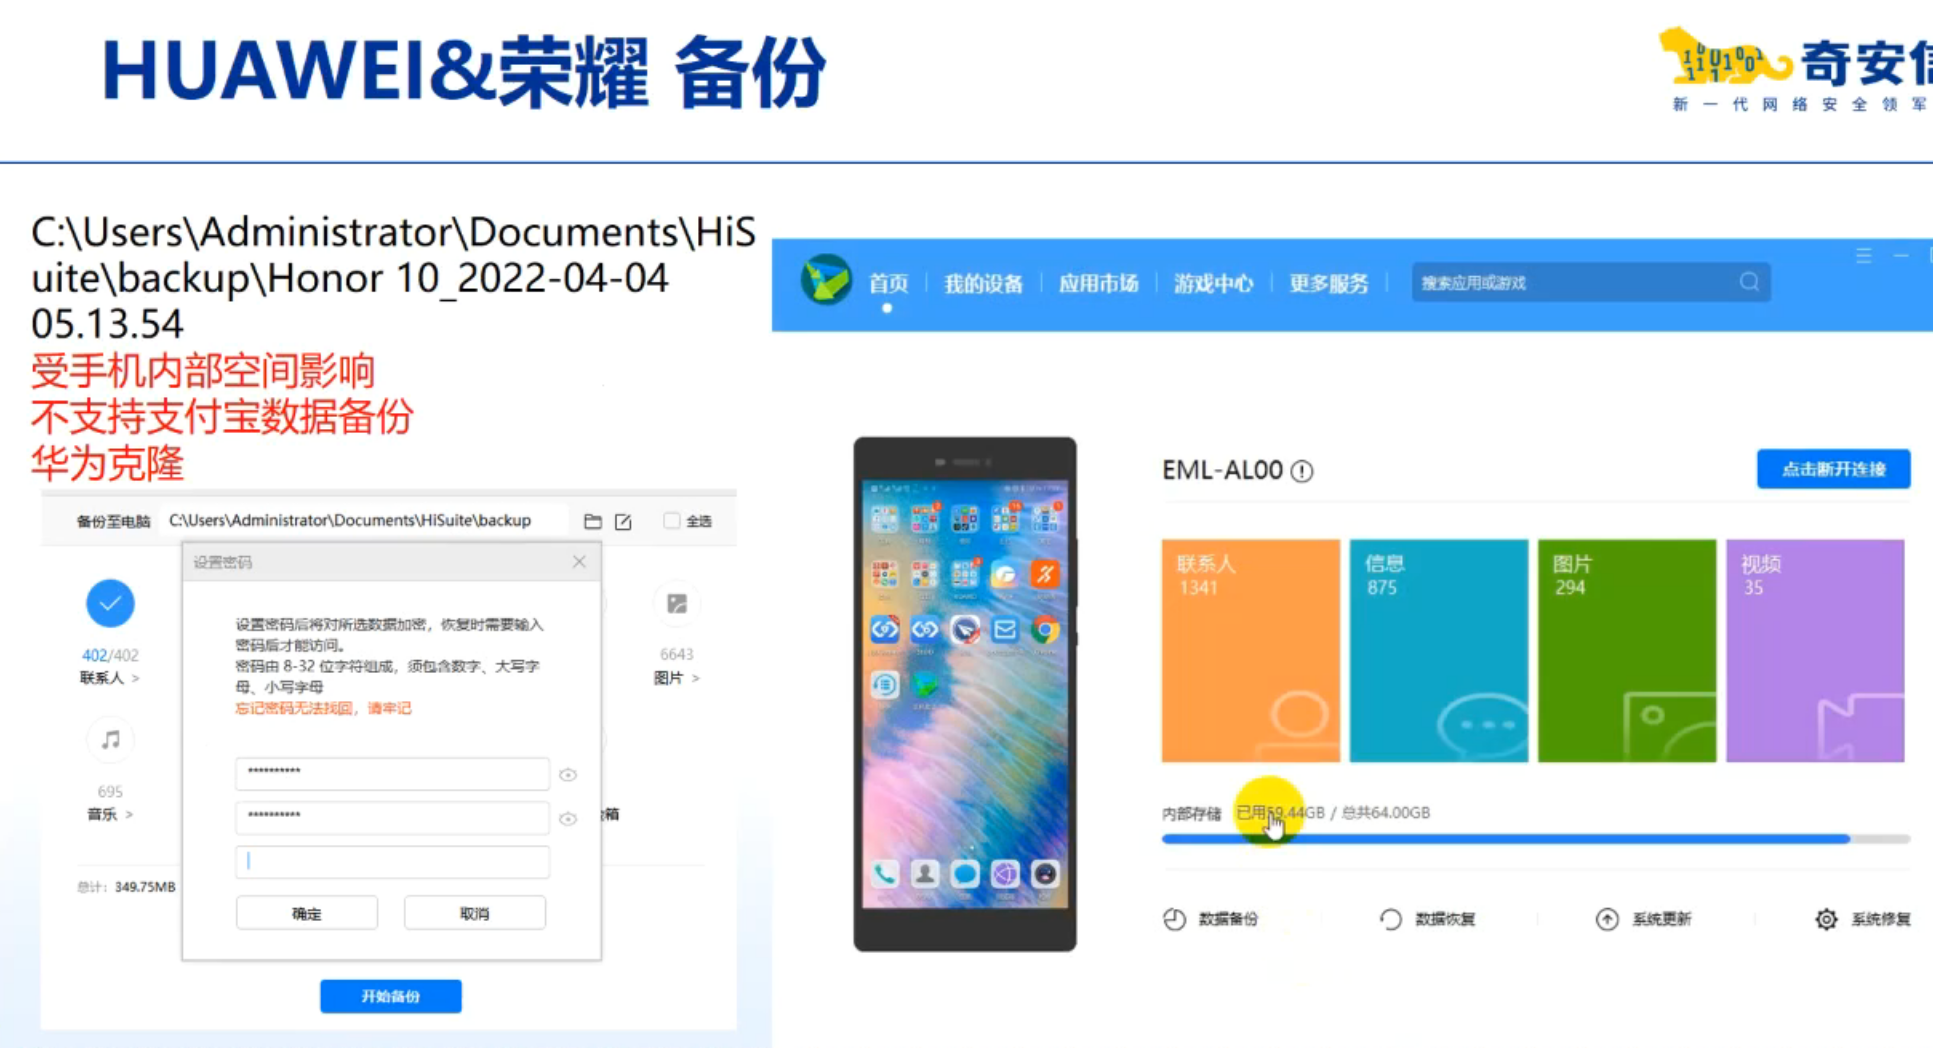 HUAWEI&荣耀 备份
奇安信
新一代网络安全领军
C:\Users\Administrator\Documents\HiS
uite\backup\Honor 10_2022-04-04
05.13.54
受手机内部空间影响
不支持支付宝数据备份
华为克隆
备份至电脑 C:\Users\Administrator\Documents\HiSuite\backup 全选
设置密码
设置密码后将对所选数据加密，恢复时需要输入
密码后才能访问。
密码由 8-32 位字符组成，须包含数字、大写字
母、小写字母
忘记密码无法找回，请牢记
**********
**********
确定 取消
402/402
联系人 >
6643
图片 >
695
音乐 >
箱
总计：349.75MB
开始备份
首页 我的设备 应用市场 游戏中心 更多服务 搜索应用或游戏
EML-AL00
点击断开连接
联系人
1341
信息
875
图片
294
视频
35
内部存储 已用59.44GB / 总共64.00GB
数据备份 数据恢复 系统更新 系统修复